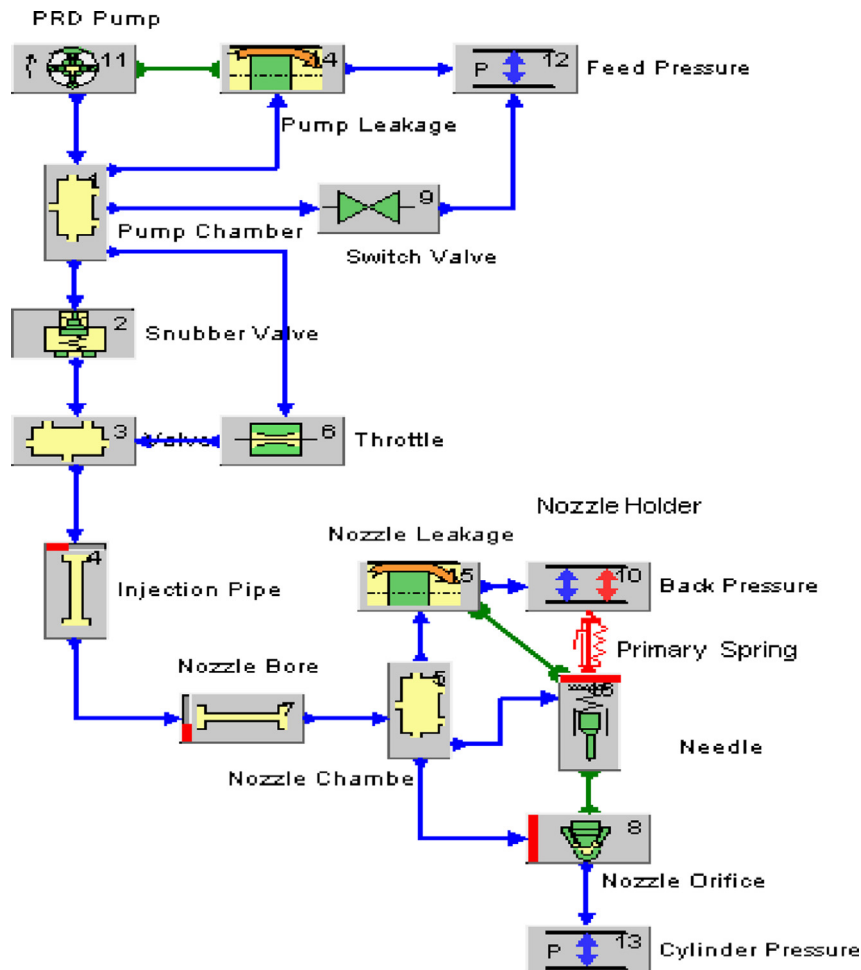 PRD Pump
11
4
P
12
Feed Pressure
Pump Leakage
1
9
Pump Chamber
Switch Valve
2
Snubber Valve
3
Valve
6
Throttle
Nozzle Holder
Nozzle Leakage
4
Injection Pipe
5
10
Back Pressure
Primary Spring
Nozzle Bore
7
5
Needle
Nozzle Chambe
8
Nozzle Orifice
P
13
Cylinder Pressure